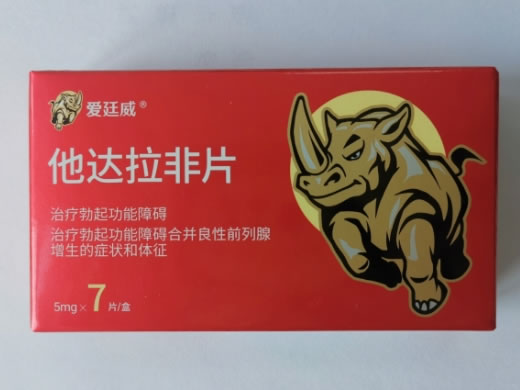 爱廷威®
他达拉非片
治疗勃起功能障碍
治疗勃起功能障碍合并良性前列腺
增生的症状和体征
5mg×7片/盒